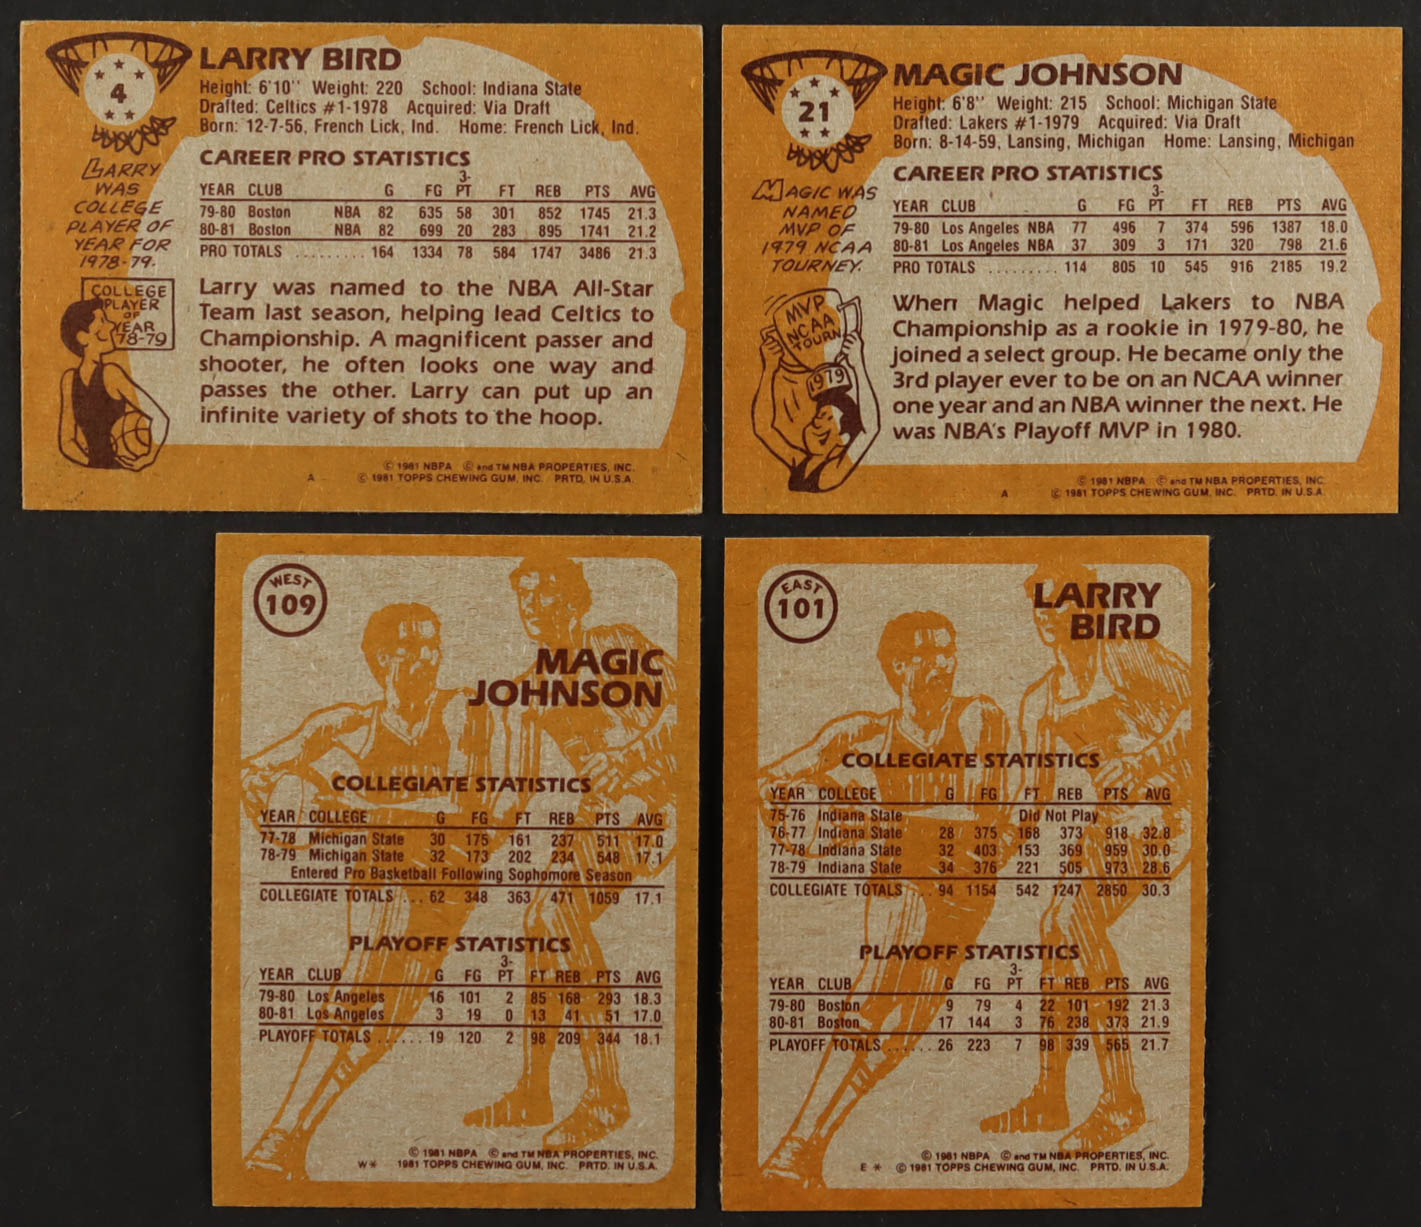 4
LARRY BIRD
Height: 6'10" Weight: 220 School: Indiana State
Drafted: Celtics #1-1978 Acquired: Via Draft
Born: 12-7-56, French Lick, Ind. Home: French Lick, Ind.
LARRY
WAS
COLLEGE
PLAYER OF
YEAR FOR
1978-79.
COLLEGE
PLAYER
OF
YEAR
78-79
CAREER PRO STATISTICS
YEAR CLUB G FG 3-PT FT REB PTS AVG
79-80 Boston NBA 82 635 58 301 852 1745 21.3
80-81 Boston NBA 82 699 20 283 895 1741 21.2
PRO TOTALS .......... 164 1334 78 584 1747 3486 21.3
Larry was named to the NBA All-Star
Team last season, helping lead Celtics to
Championship. A magnificent passer and
shooter, he often looks one way and
passes the other. Larry can put up an
infinite variety of shots to the hoop.
© 1981 NBPA © and TM NBA PROPERTIES, INC.
A © 1981 TOPPS CHEWING GUM, INC. PRTD. IN U.S.A.
21
MAGIC JOHNSON
Height: 6'8" Weight: 215 School: Michigan State
Drafted: Lakers #1-1979 Acquired: Via Draft
Born: 8-14-59, Lansing, Michigan Home: Lansing, Michigan
MAGIC WAS
NAMED
MVP OF
1979 NCAA
TOURNEY.
MVP
NCAA
TOURN
1979
CAREER PRO STATISTICS
YEAR CLUB G FG 3-PT FT REB PTS AVG
79-80 Los Angeles NBA 77 496 7 374 596 1387 18.0
80-81 Los Angeles NBA 37 309 3 171 320 798 21.6
PRO TOTALS .......... 114 805 10 545 916 2185 19.2
When Magic helped Lakers to NBA
Championship as a rookie in 1979-80, he
joined a select group. He became only the
3rd player ever to be on an NCAA winner
one year and an NBA winner the next. He
was NBA's Playoff MVP in 1980.
© 1981 NBPA © and TM NBA PROPERTIES, INC.
A © 1981 TOPPS CHEWING GUM, INC. PRTD. IN U.S.A.
WEST
109
MAGIC
JOHNSON
COLLEGIATE STATISTICS
YEAR COLLEGE G FG FT REB PTS AVG
77-78 Michigan State 30 175 161 237 511 17.0
78-79 Michigan State 32 173 202 234 548 17.1
Entered Pro Basketball Following Sophomore Season
COLLEGIATE TOTALS ... 62 348 363 471 1059 17.1
PLAYOFF STATISTICS
YEAR CLUB G FG 3-PT FT REB PTS AVG
79-80 Los Angeles 16 101 2 85 168 293 18.3
80-81 Los Angeles 3 19 0 13 41 51 17.0
PLAYOFF TOTALS ...... 19 120 2 98 209 344 18.1
© 1981 NBPA © and TM NBA PROPERTIES, INC.
W* 1981 TOPPS CHEWING GUM, INC. PRTD. IN U.S.A.
EAST
101
LARRY
BIRD
COLLEGIATE STATISTICS
YEAR COLLEGE G FG FT REB PTS AVG
75-76 Indiana State Did Not Play
76-77 Indiana State 28 375 168 373 918 32.8
77-78 Indiana State 32 403 153 369 959 30.0
78-79 Indiana State 34 376 221 505 973 28.6
COLLEGIATE TOTALS ... 94 1154 542 1247 2850 30.3
PLAYOFF STATISTICS
YEAR CLUB G FG 3-PT FT REB PTS AVG
79-80 Boston 9 79 4 22 101 192 21.3
80-81 Boston 17 144 3 76 238 373 21.9
PLAYOFF TOTALS ...... 26 223 7 98 339 565 21.7
© 1981 NBPA © and TM NBA PROPERTIES, INC.
E * © 1981 TOPPS CHEWING GUM, INC. PRTD. IN U.S.A.